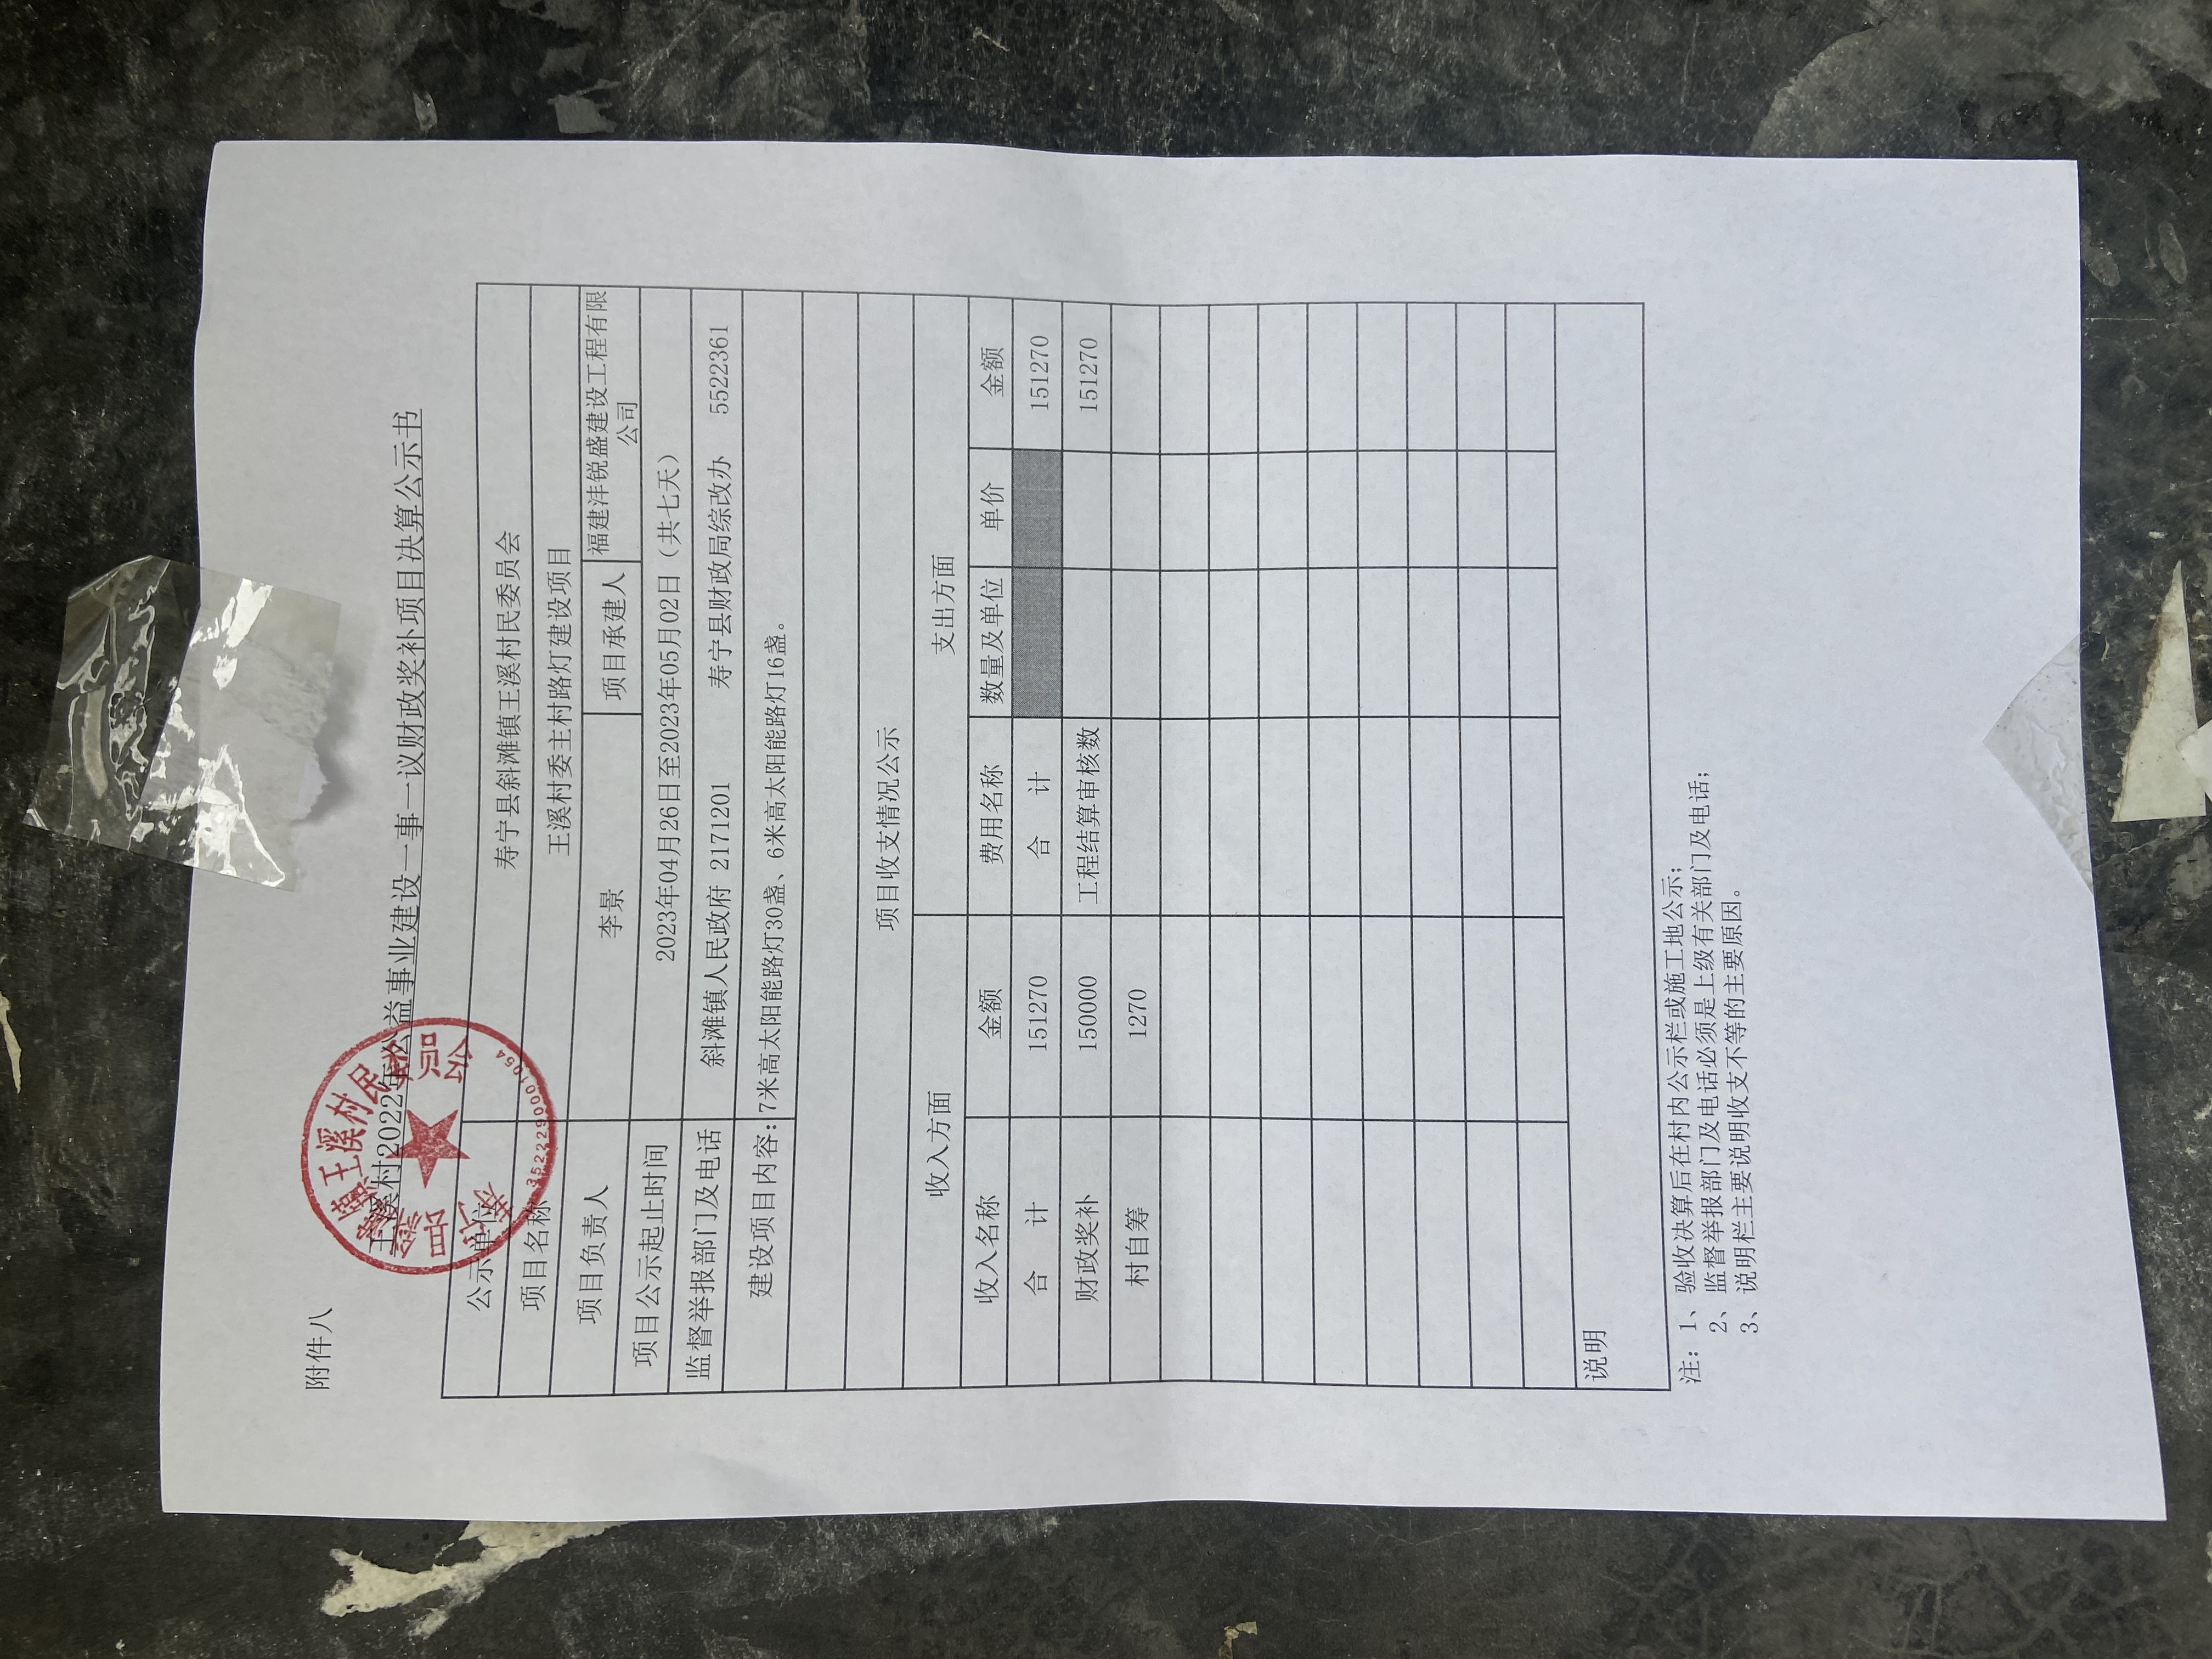 附件八
王溪村2022年公益事业建设一事一议财政奖补项目决算公示书
公示单位 寿宁县斜滩镇王溪村民委员会
项目名称 王溪村委主村路灯建设项目
项目负责人 李景 项目承建人 福建沣锐盛建设工程有限
公司
项目公示起止时间 2023年04月26日至2023年05月02日（共七天）
监督举报部门及电话 斜滩镇人民政府 2171201 寿宁县财政局综改办 5522361
建设项目内容：7米高太阳能路灯30盏、6米高太阳能路灯16盏。
项目收支情况公示
收入方面 支出方面
收入名称 金额 费用名称 数量及单位 单价 金额
合 计 151270 合 计 151270
财政奖补 150000 工程结算审核数 151270
村自筹 1270
说明
注：1、验收决算后在村内公示栏或施工地公示；
2、监督举报部门及电话必须是上级有关部门及电话；
3、说明栏主要说明收支不等的主要原因。